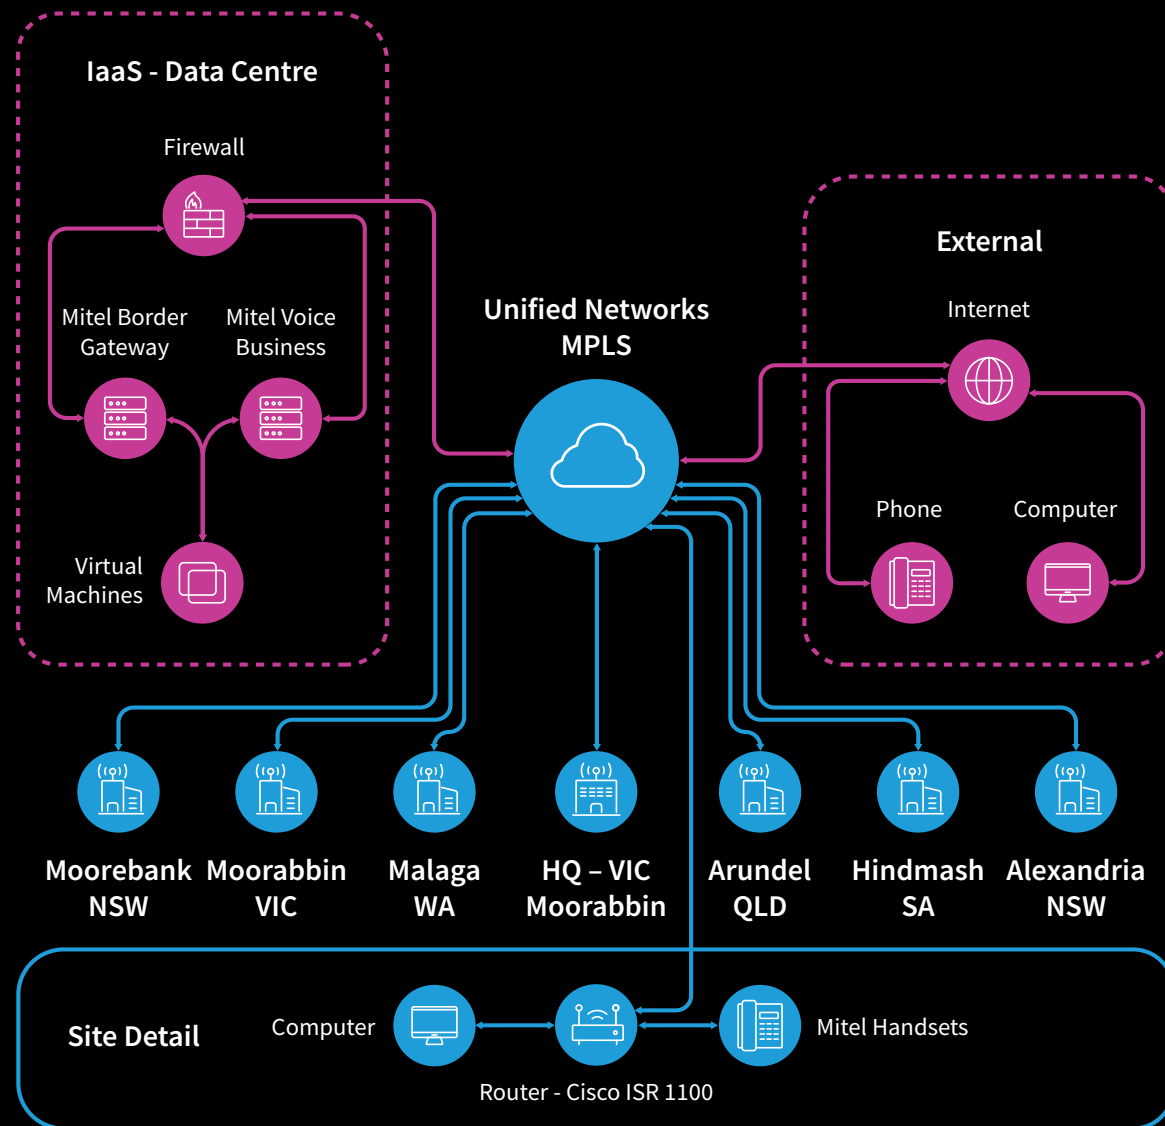 IaaS - Data Centre
Firewall
Mitel Border
Gateway
Mitel Voice
Business
Virtual
Machines
Unified Networks
MPLS
External
Internet
Phone
Computer
Moorebank
NSW
Moorabbin
VIC
Malaga
WA
HQ – VIC
Moorabbin
Arundel
QLD
Hindmash
SA
Alexandria
NSW
Site Detail
Computer
Router - Cisco ISR 1100
Mitel Handsets